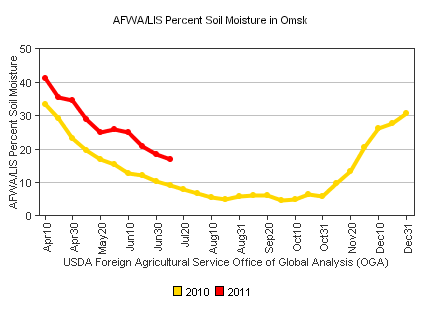 AFWA/LIS Percent Soil Moisture in Omsk
AFWA/LIS Percent Soil Moisture
50
40
30
20
10
0
Apr10
Apr30
May20
Jun10
Jun30
Jul20
Aug10
Aug31
Sep20
Oct10
Oct31
Nov20
Dec10
Dec31
USDA Foreign Agricultural Service Office of Global Analysis (OGA)
2010
2011